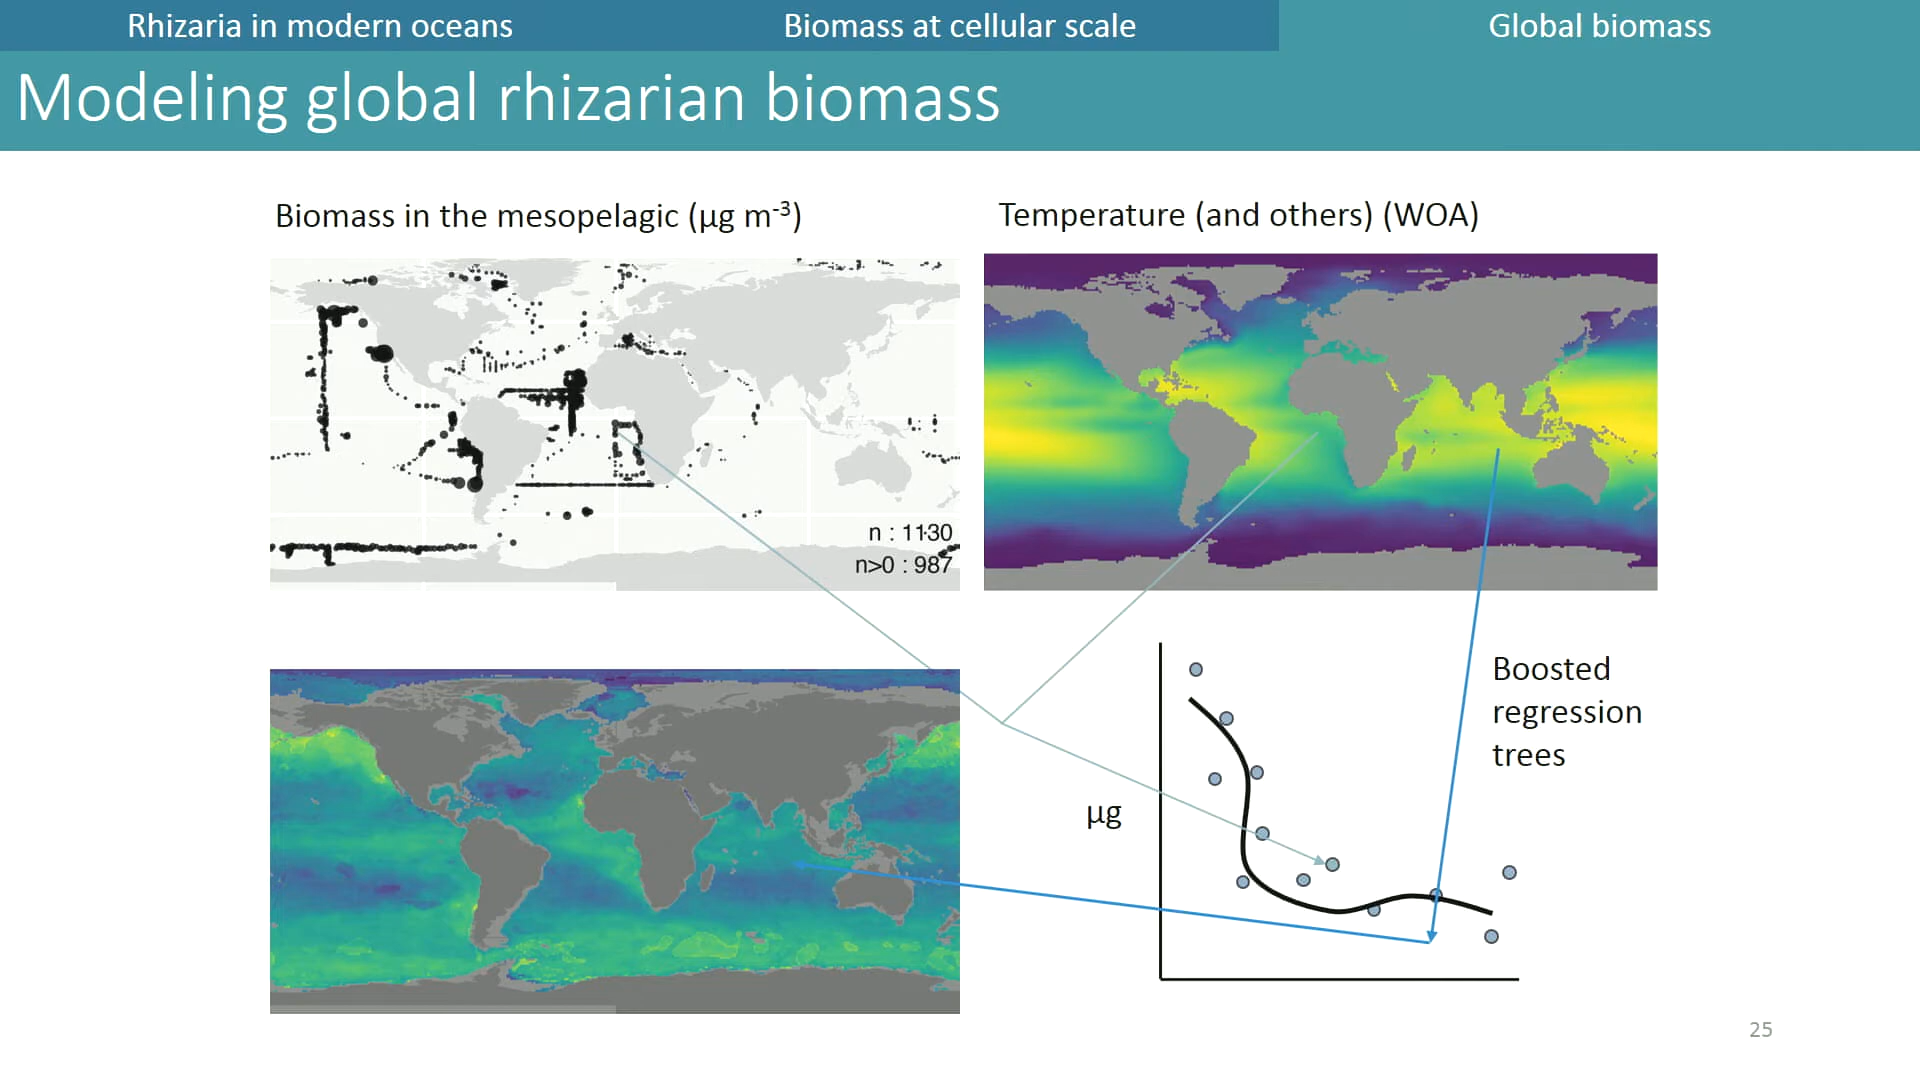 Rhizaria in modern oceans
Biomass at cellular scale
Global biomass
Modeling global rhizarian biomass
Biomass in the mesopelagic (µg m-3)
Temperature (and others) (WOA)
n : 1130
n>0 : 987
Boosted
regression
trees
µg
25